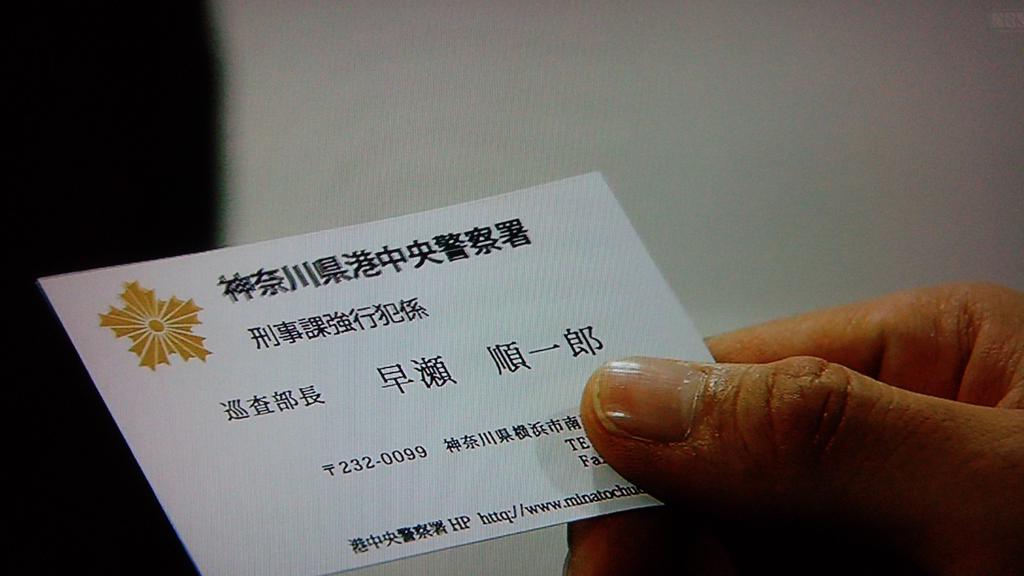 神奈川県港中央警察署
刑事課強行犯係
巡査部長 早瀬 順一郎
〒232-0099 神奈川県横浜市南
TE
Fa
港中央警察署HP http://www.minatochu